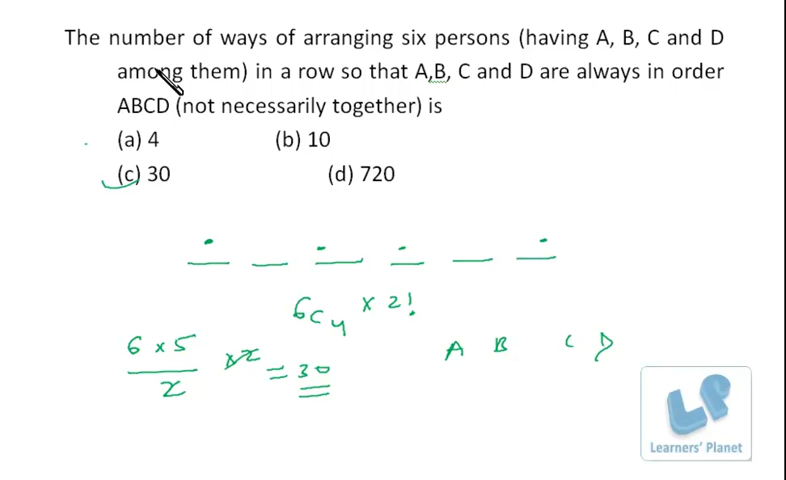 The number of ways of arranging six persons (having A, B, C and D
among them) in a row so that A,B, C and D are always in order
ABCD (not necessarily together) is
(a) 4 (b) 10
(c) 30 (d) 720
6C4 × 2!
6 × 5 / 2 × 2 = 30
A B C D
LP
Learners' Planet